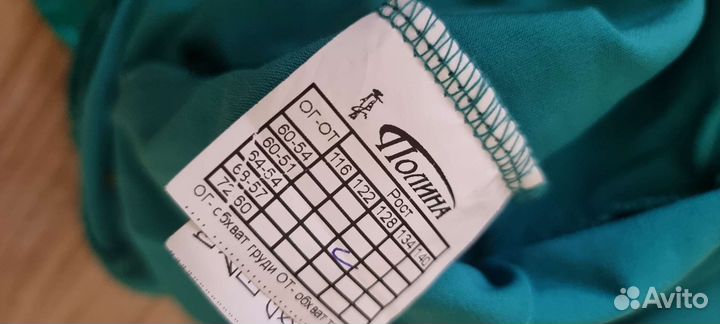 ПОЛИНА
Рост
ОГ-ОТ 116 122 128 134 140
60-54
60-51
64-54
68-57
72 60
ОГ- обхват груди ОТ- обхват
Avito